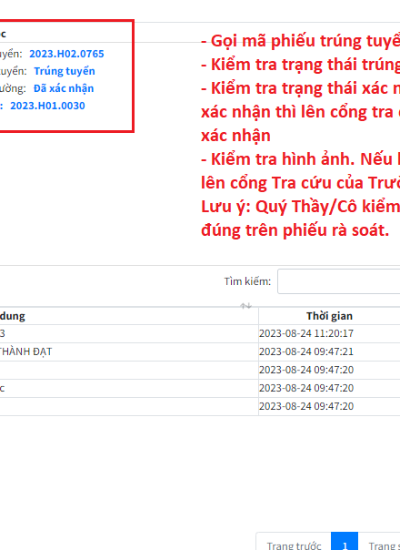 yển: 2023.H02.0765
uyển: Trúng tuyển
ường: Đã xác nhận
: 2023.H01.0030
- Gọi mã phiếu trúng tuyể
- Kiểm tra trạng thái trúng
- Kiểm tra trạng thái xác n
xác nhận thì lên cổng tra c
xác nhận
- Kiểm tra hình ảnh. Nếu
lên cổng Tra cứu của Trư
Lưu ý: Quý Thầy/Cô kiểm
đúng trên phiếu rà soát.
Tìm kiếm:
dung Thời gian
3 2023-08-24 11:20:17
THÀNH ĐẠT 2023-08-24 09:47:21
2023-08-24 09:47:20
c 2023-08-24 09:47:20
2023-08-24 09:47:20
Trang trước 1 Trang s